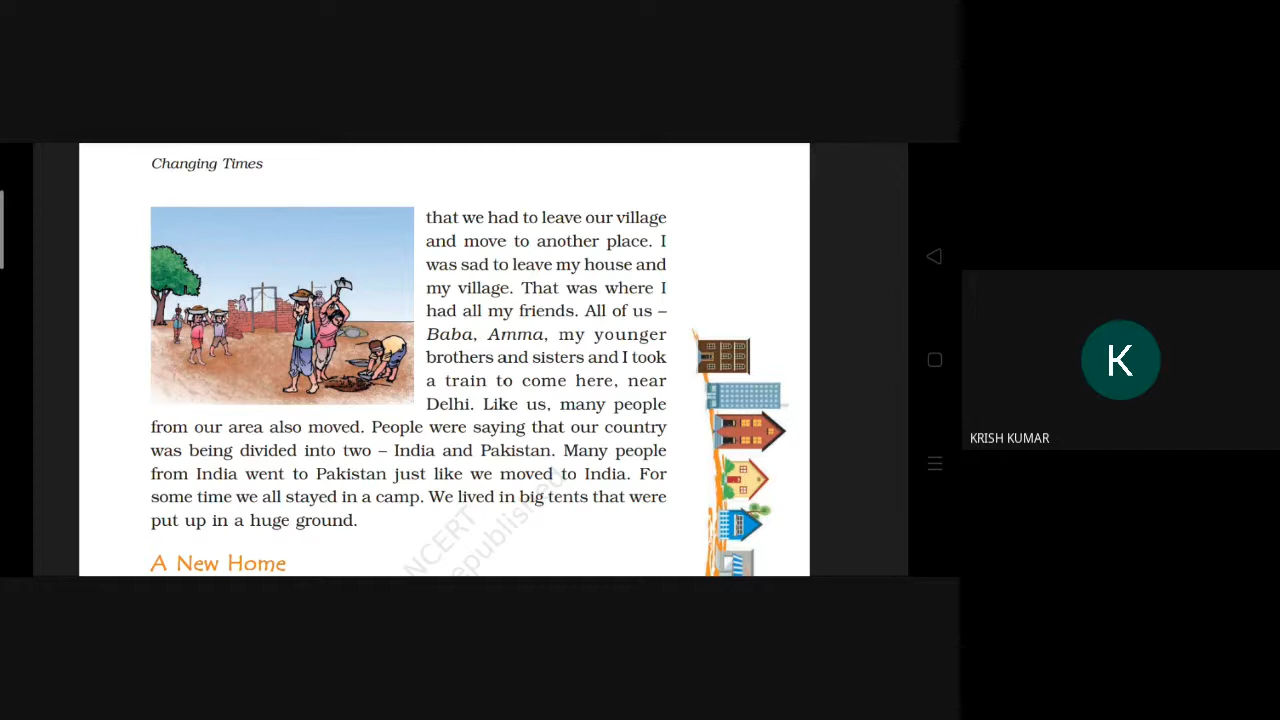 Changing Times
that we had to leave our village
and move to another place. I
was sad to leave my house and
my village. That was where I
had all my friends. All of us –
Baba, Amma, my younger
brothers and sisters and I took
a train to come here, near
Delhi. Like us, many people
from our area also moved. People were saying that our country
was being divided into two – India and Pakistan. Many people
from India went to Pakistan just like we moved to India. For
some time we all stayed in a camp. We lived in big tents that were
put up in a huge ground.
A New Home
NCERT
republished
K
KRISH KUMAR